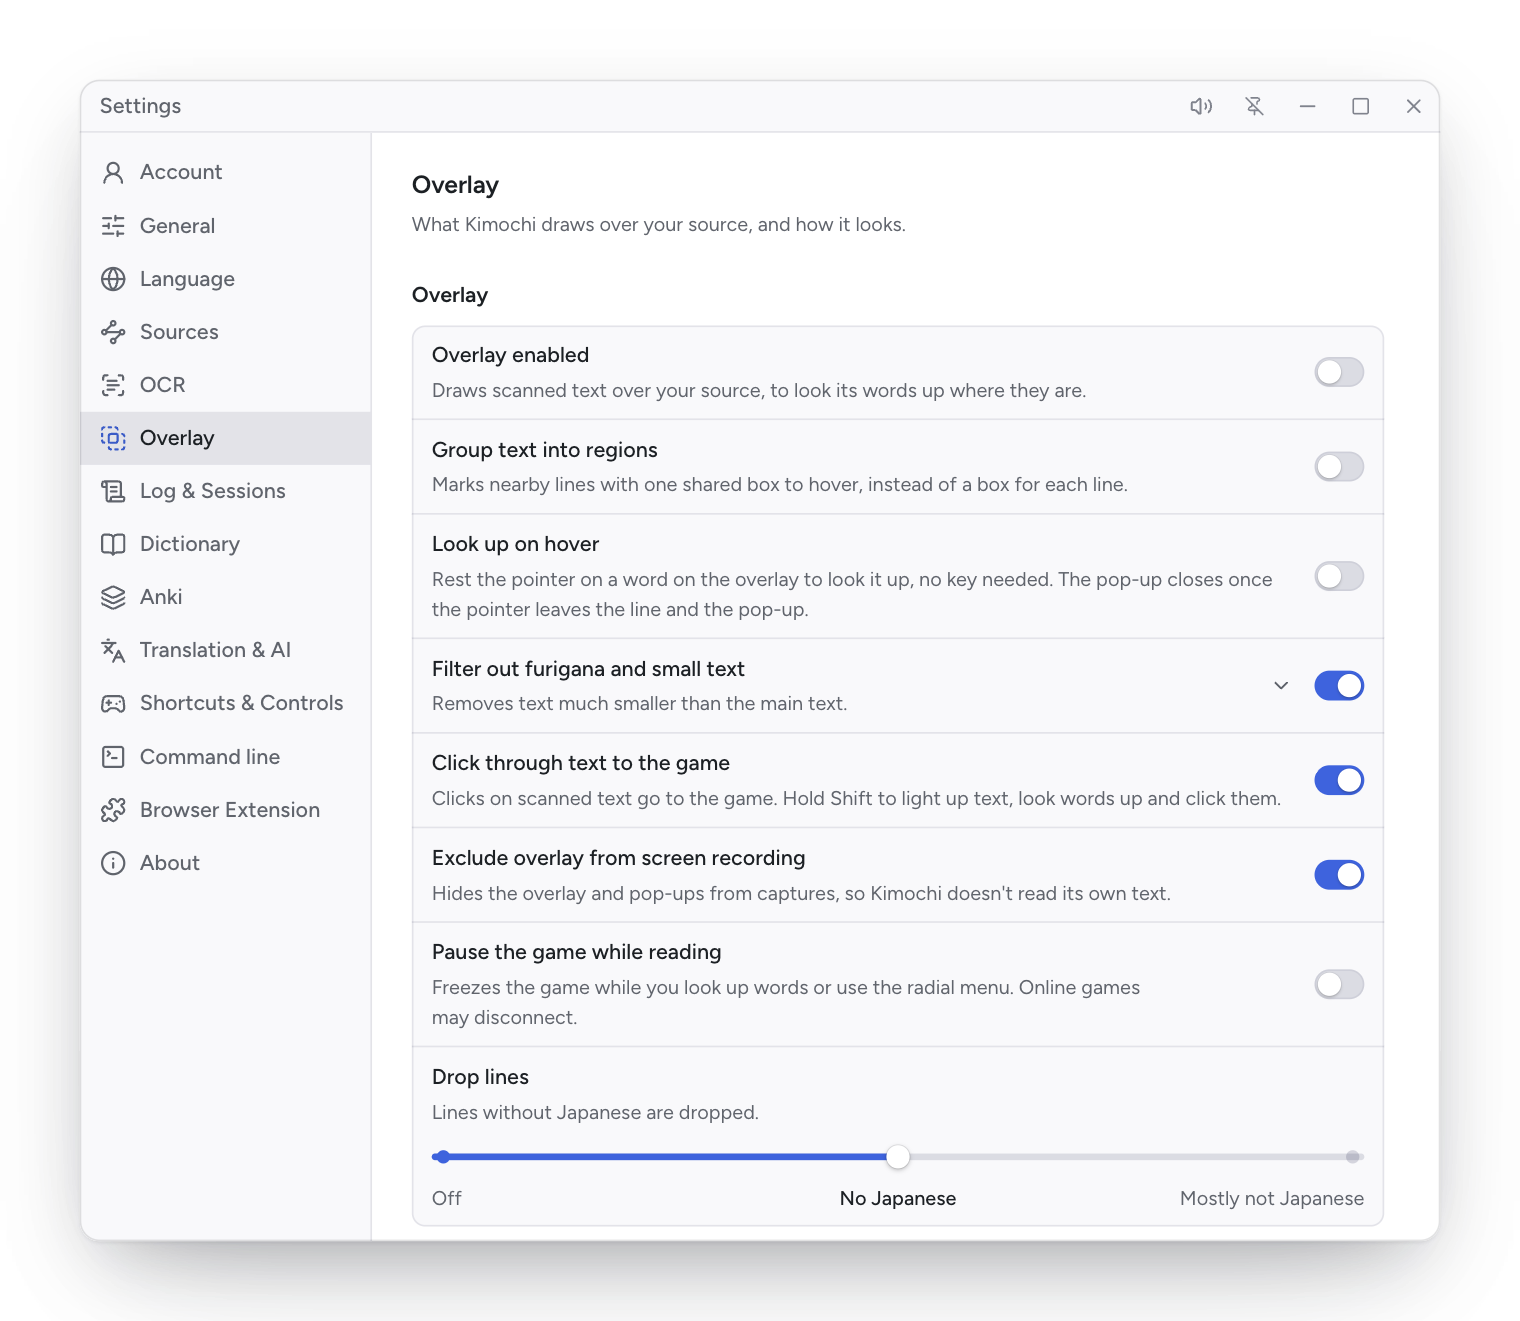 Settings
Account
General
Language
Sources
OCR
Overlay
Log & Sessions
Dictionary
Anki
Translation & AI
Shortcuts & Controls
Command line
Browser Extension
About
Overlay
What Kimochi draws over your source, and how it looks.
Overlay
Overlay enabled
Draws scanned text over your source, to look its words up where they are.
Group text into regions
Marks nearby lines with one shared box to hover, instead of a box for each line.
Look up on hover
Rest the pointer on a word on the overlay to look it up, no key needed. The pop-up closes once
the pointer leaves the line and the pop-up.
Filter out furigana and small text
Removes text much smaller than the main text.
Click through text to the game
Clicks on scanned text go to the game. Hold Shift to light up text, look words up and click them.
Exclude overlay from screen recording
Hides the overlay and pop-ups from captures, so Kimochi doesn't read its own text.
Pause the game while reading
Freezes the game while you look up words or use the radial menu. Online games
may disconnect.
Drop lines
Lines without Japanese are dropped.
Off
No Japanese
Mostly not Japanese